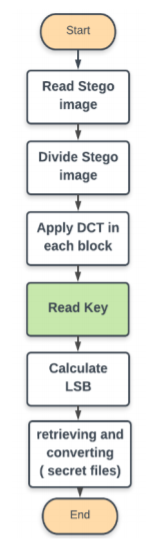 Start
Read Stego
image
Divide Stego
image
Apply DCT in
each block
Read Key
Calculate
LSB
retrieving and
converting
( secret files)
End